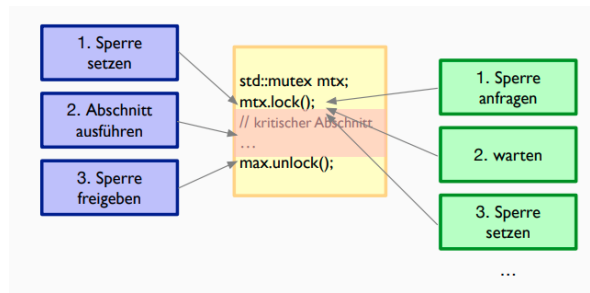 1. Sperre
setzen
2. Abschnitt
ausführen
3. Sperre
freigeben
std::mutex mtx;
mtx.lock();
// kritischer Abschnitt
...
max.unlock();
1. Sperre
anfragen
2. warten
3. Sperre
setzen
...